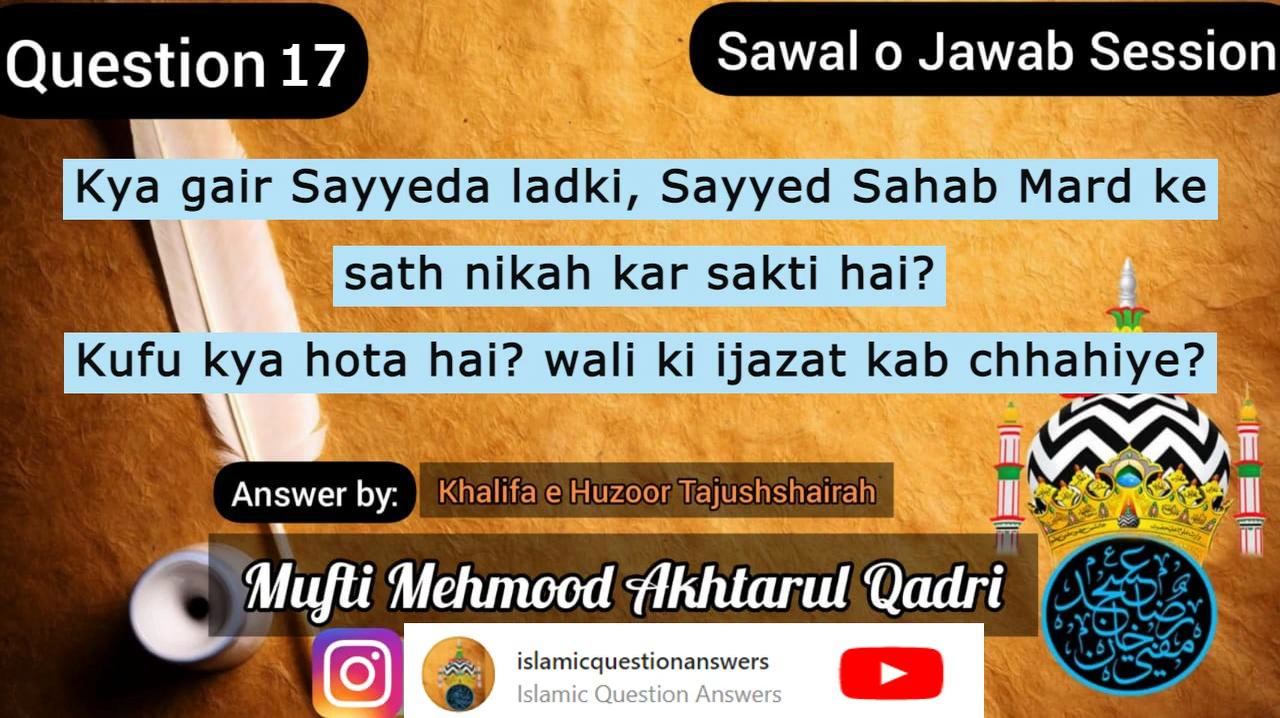 Question 17
Sawal o Jawab Session
Kya gair Sayyeda ladki, Sayyed Sahab Mard ke
sath nikah kar sakti hai?
Kufu kya hota hai? wali ki ijazat kab chhahiye?
Answer by:
Khalifa e Huzoor Tajushshairah
Mufti Mehmood Akhtarul Qadri
islamicquestionanswers
Islamic Question Answers